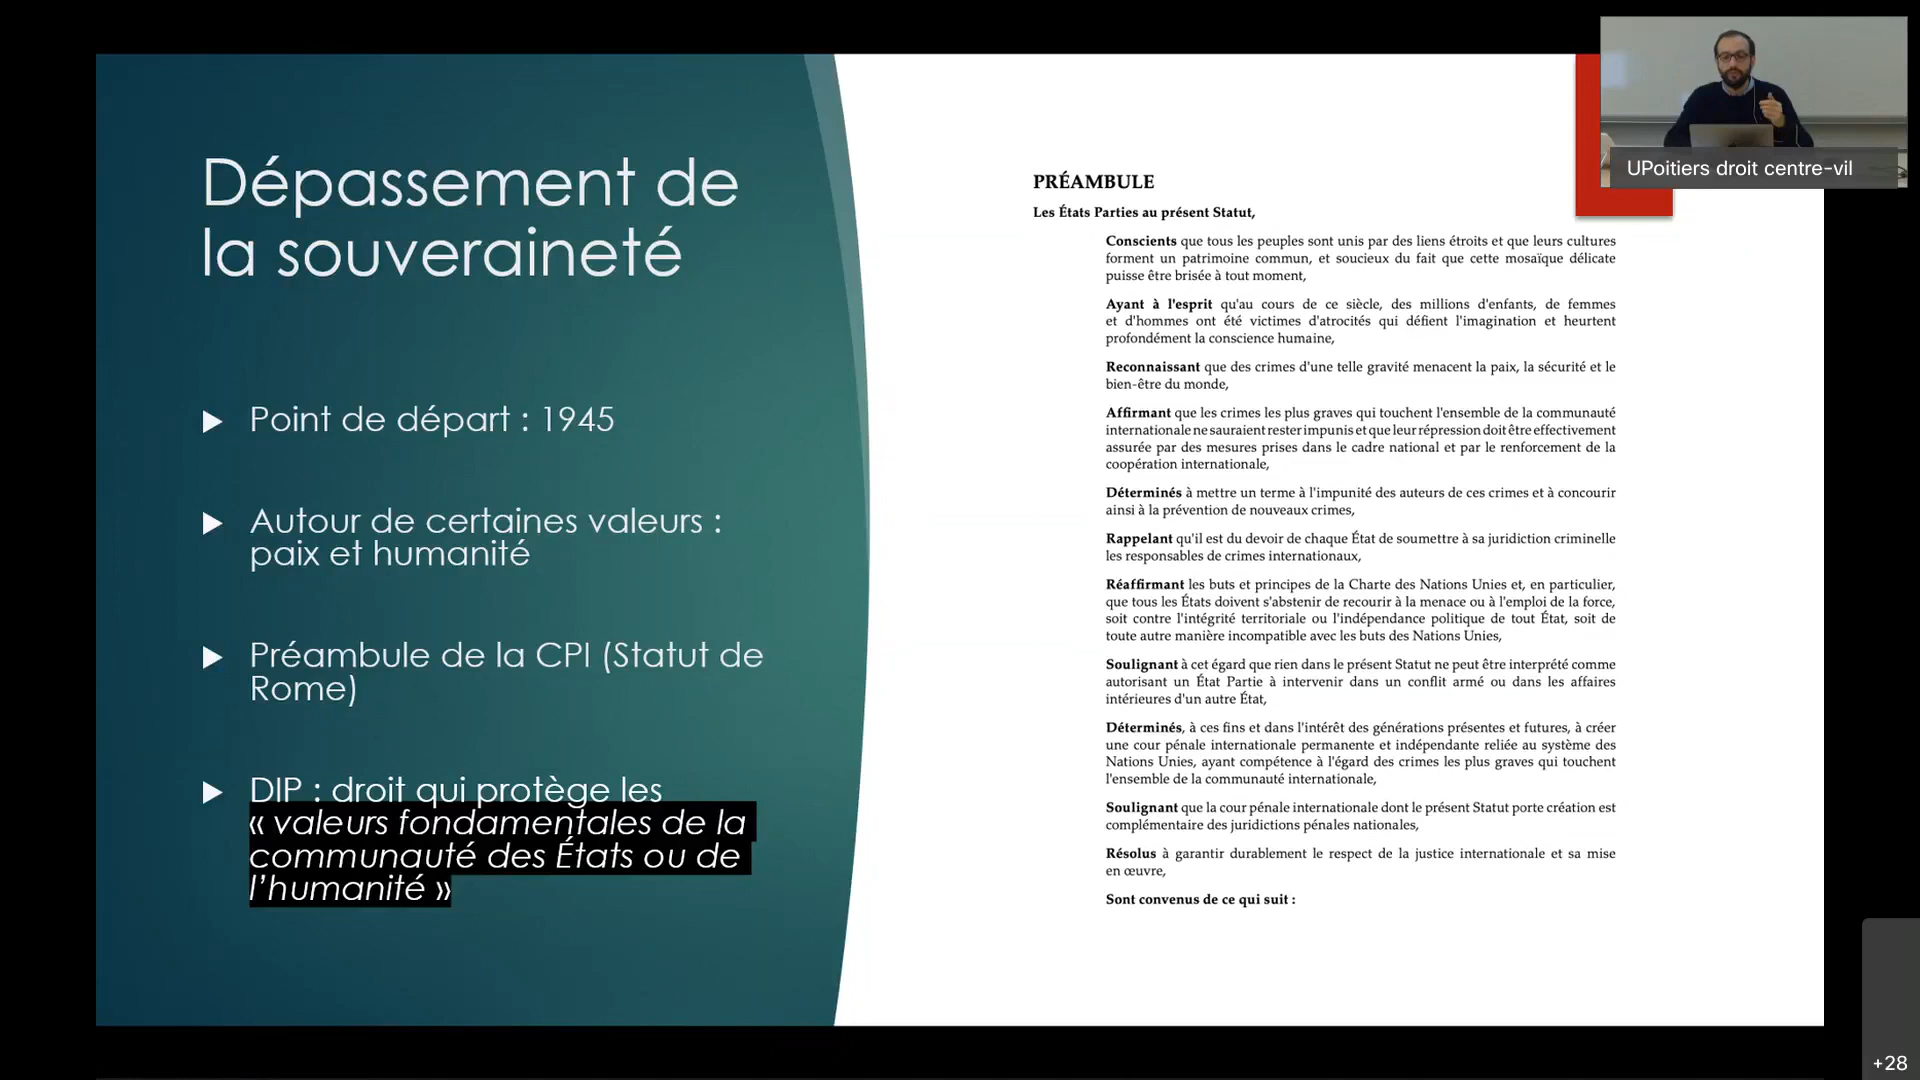 Dépassement de
la souveraineté
Point de départ : 1945
Autour de certaines valeurs :
paix et humanité
Préambule de la CPI (Statut de
Rome)
DIP : droit qui protège les
« valeurs fondamentales de la
communauté des États ou de
l’humanité »
PRÉAMBULE
Les États Parties au présent Statut,
Conscients que tous les peuples sont unis par des liens étroits et que leurs cultures
forment un patrimoine commun, et soucieux du fait que cette mosaïque délicate
puisse être brisée à tout moment,
Ayant à l'esprit qu'au cours de ce siècle, des millions d'enfants, de femmes
et d'hommes ont été victimes d'atrocités qui défient l'imagination et heurtent
profondément la conscience humaine,
Reconnaissant que des crimes d'une telle gravité menacent la paix, la sécurité et le
bien-être du monde,
Affirmant que les crimes les plus graves qui touchent l'ensemble de la communauté
internationale ne sauraient rester impunis et que leur répression doit être effectivement
assurée par des mesures prises dans le cadre national et par le renforcement de la
coopération internationale,
Déterminés à mettre un terme à l'impunité des auteurs de ces crimes et à concourir
ainsi à la prévention de nouveaux crimes,
Rappelant qu'il est du devoir de chaque État de soumettre à sa juridiction criminelle
les responsables de crimes internationaux,
Réaffirmant les buts et principes de la Charte des Nations Unies et, en particulier,
que tous les États doivent s'abstenir de recourir à la menace ou à l'emploi de la force,
soit contre l'intégrité territoriale ou l'indépendance politique de tout État, soit de
toute autre manière incompatible avec les buts des Nations Unies,
Soulignant à cet égard que rien dans le présent Statut ne peut être interprété comme
autorisant un État Partie à intervenir dans un conflit armé ou dans les affaires
intérieures d'un autre État,
Déterminés, à ces fins et dans l'intérêt des générations présentes et futures, à créer
une cour pénale internationale permanente et indépendante reliée au système des
Nations Unies, ayant compétence à l'égard des crimes les plus graves qui touchent
l'ensemble de la communauté internationale,
Soulignant que la cour pénale internationale dont le présent Statut porte création est
complémentaire des juridictions pénales nationales,
Résolus à garantir durablement le respect de la justice internationale et sa mise
en œuvre,
Sont convenus de ce qui suit :
UPoitiers droit centre-vil
+28